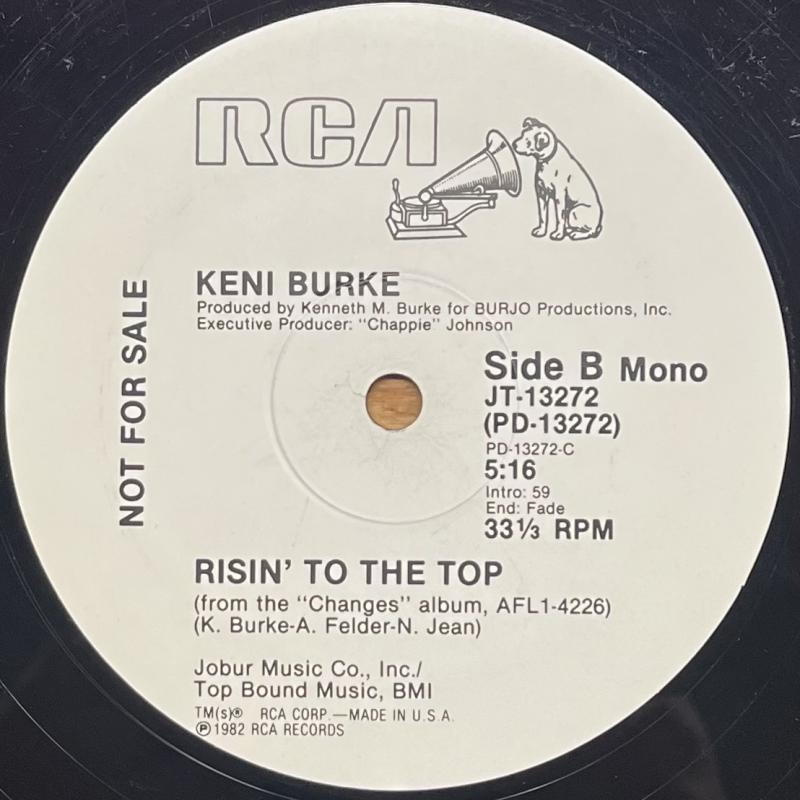 RCA
KENI BURKE
Produced by Kenneth M. Burke for BURJO Productions, Inc.
Executive Producer: "Chappie" Johnson
NOT FOR SALE
Side B Mono
JT-13272
(PD-13272)
PD-13272-C
5:16
Intro: 59
End: Fade
33⅓ RPM
RISIN' TO THE TOP
(from the "Changes" album, AFL1-4226)
(K. Burke-A. Felder-N. Jean)
Jobur Music Co., Inc./
Top Bound Music, BMI
TM(s)® RCA CORP.—MADE IN U.S.A.
℗1982 RCA RECORDS